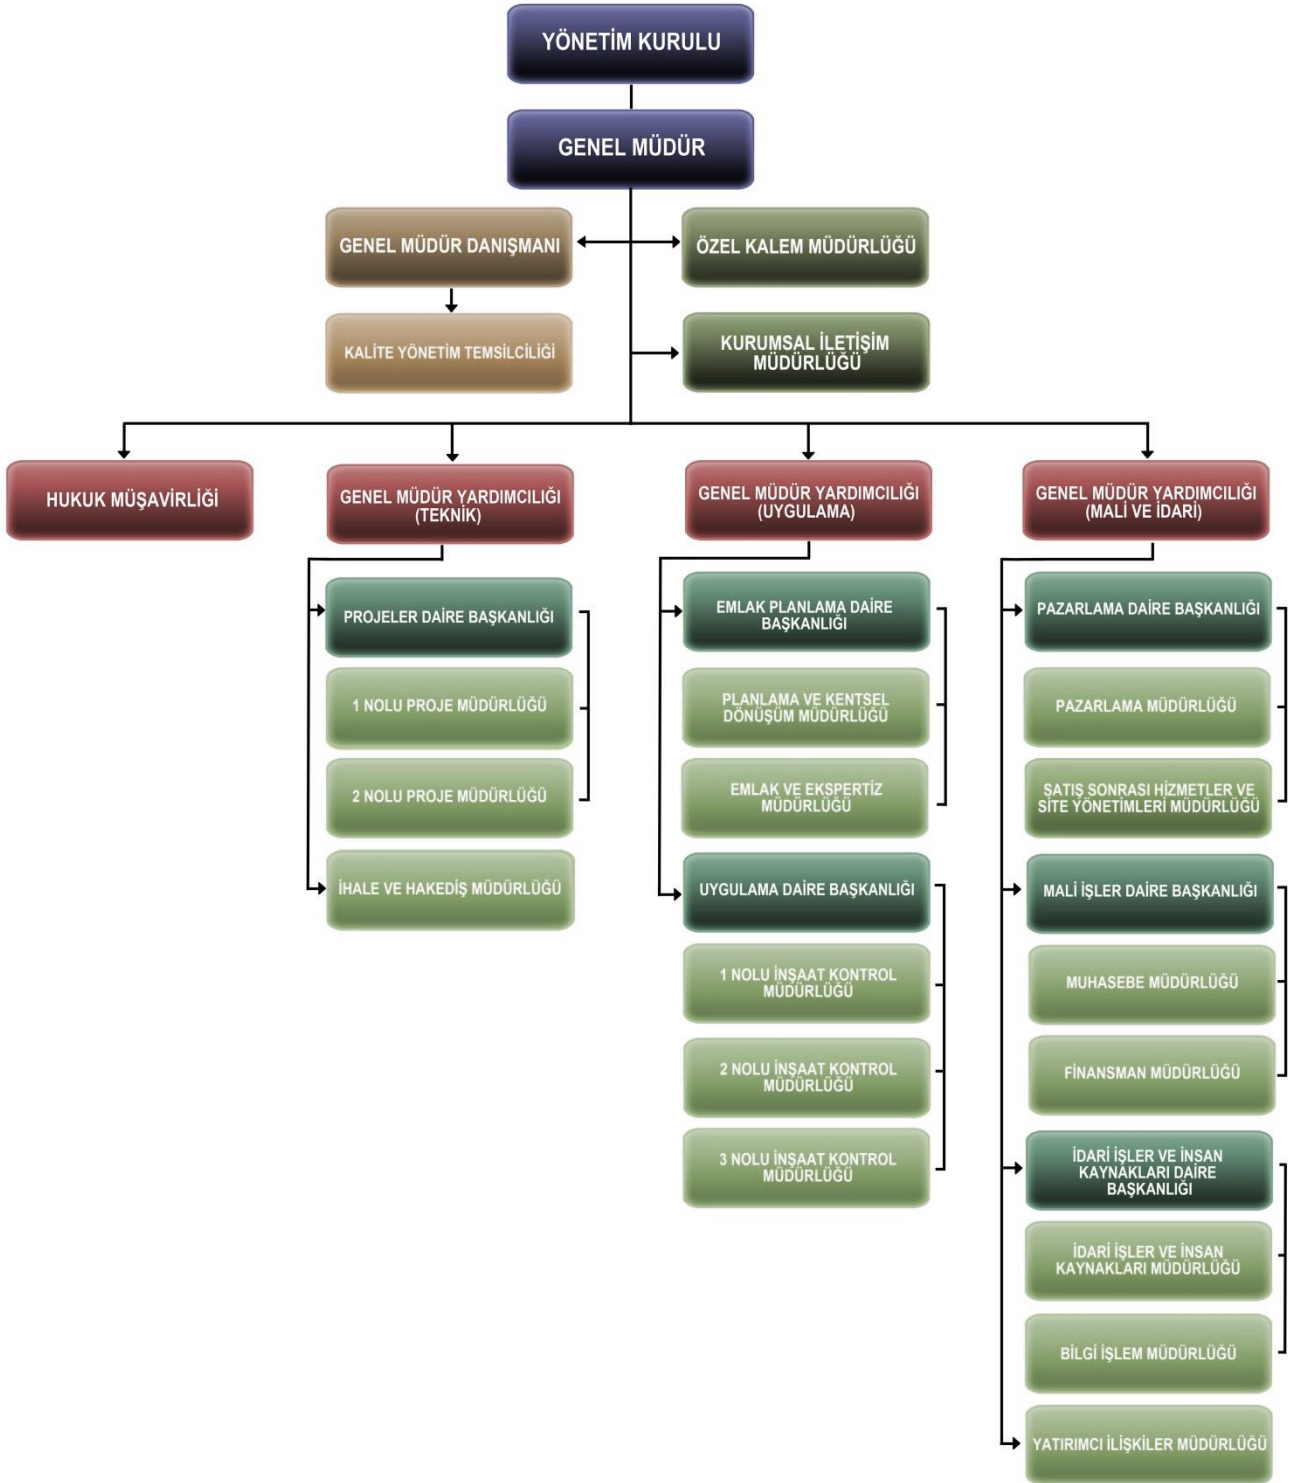 YÖNETİM KURULU
GENEL MÜDÜR
GENEL MÜDÜR DANIŞMANI
ÖZEL KALEM MÜDÜRLÜĞÜ
KALİTE YÖNETİM TEMSİLCİLİĞİ
KURUMSAL İLETİŞİM
MÜDÜRLÜĞÜ
HUKUK MÜŞAVİRLİĞİ
GENEL MÜDÜR YARDIMCILIĞI
(TEKNİK)
PROJELER DAİRE BAŞKANLIĞI
1 NOLU PROJE MÜDÜRLÜĞÜ
2 NOLU PROJE MÜDÜRLÜĞÜ
İHALE VE HAKEDİŞ MÜDÜRLÜĞÜ
GENEL MÜDÜR YARDIMCILIĞI
(UYGULAMA)
EMLAK PLANLAMA DAİRE
BAŞKANLIĞI
PLANLAMA VE KENTSEL
DÖNÜŞÜM MÜDÜRLÜĞÜ
EMLAK VE EKSPERTİZ
MÜDÜRLÜĞÜ
UYGULAMA DAİRE BAŞKANLIĞI
1 NOLU İNŞAAT KONTROL
MÜDÜRLÜĞÜ
2 NOLU İNŞAAT KONTROL
MÜDÜRLÜĞÜ
3 NOLU İNŞAAT KONTROL
MÜDÜRLÜĞÜ
GENEL MÜDÜR YARDIMCILIĞI
(MALİ VE İDARİ)
PAZARLAMA DAİRE BAŞKANLIĞI
PAZARLAMA MÜDÜRLÜĞÜ
SATIŞ SONRASI HİZMETLER VE
SİTE YÖNETİMLERİ MÜDÜRLÜĞÜ
MALİ İŞLER DAİRE BAŞKANLIĞI
MUHASEBE MÜDÜRLÜĞÜ
FİNANSMAN MÜDÜRLÜĞÜ
İDARİ İŞLER VE İNSAN
KAYNAKLARI DAİRE
BAŞKANLIĞI
İDARİ İŞLER VE İNSAN
KAYNAKLARI MÜDÜRLÜĞÜ
BİLGİ İŞLEM MÜDÜRLÜĞÜ
YATIRIMCI İLİŞKİLER MÜDÜRLÜĞÜ